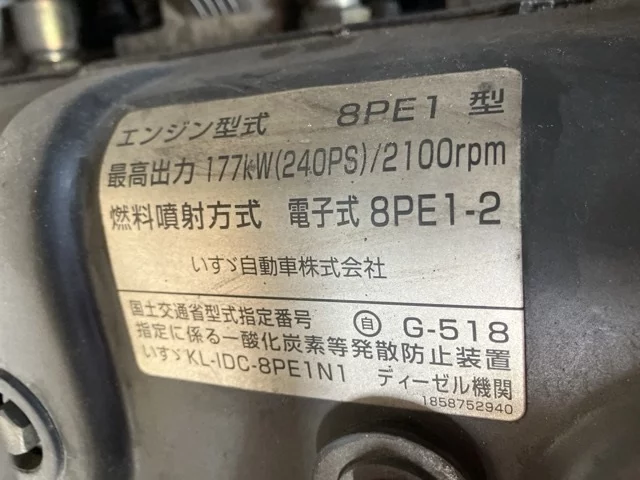 エンジン型式 8PE1 型
最高出力 177kW(240PS)/2100rpm
燃料噴射方式 電子式 8PE1-2
いすゞ自動車株式会社
国土交通省型式指定番号 ㊀自 G-518
指定に係る一酸化炭素等発散防止装置
いすゞKL-IDC-8PE1N1 ディーゼル機関
1858752940